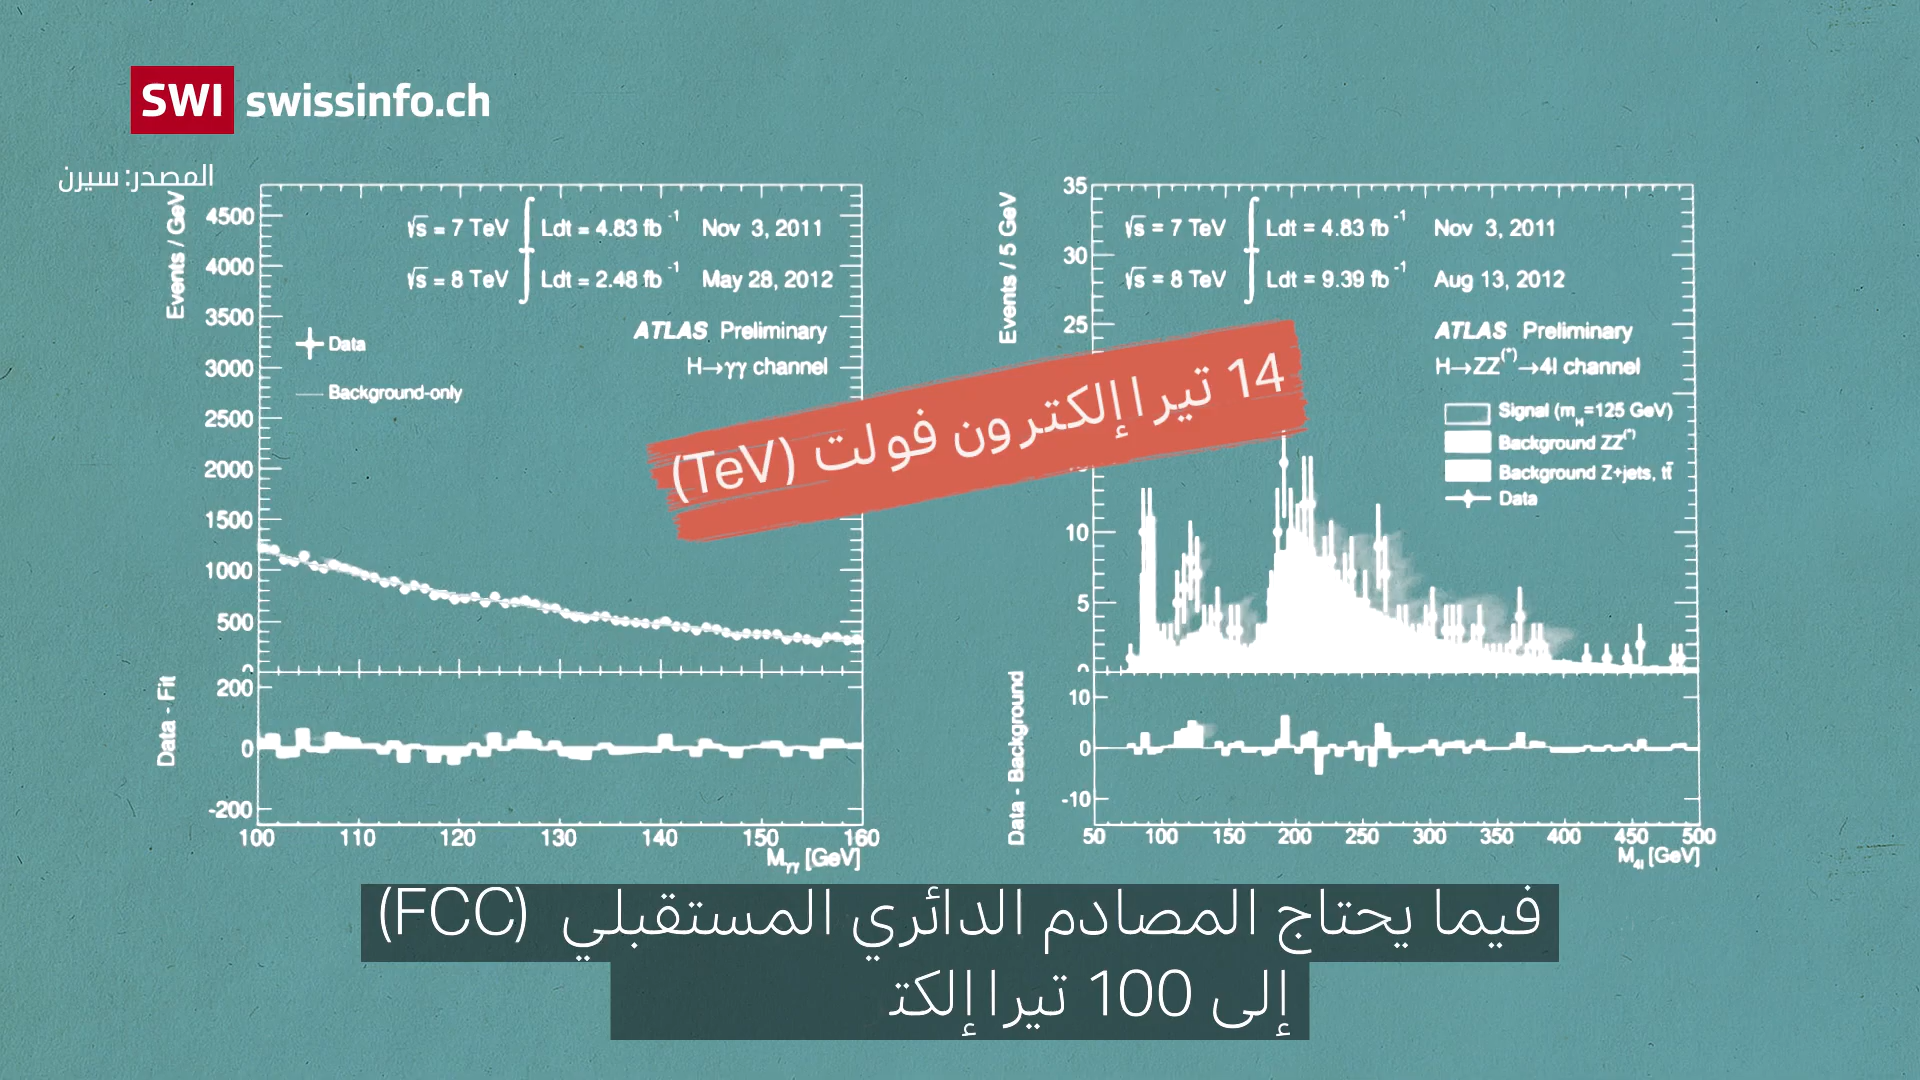 SWI swissinfo.ch
المصدر: سيرن
Events / GeV
4500
4000
3500
3000
2500
2000
1500
1000
500
0
√s = 7 TeV ∫ Ldt = 4.83 fb⁻¹ Nov 3, 2011
√s = 8 TeV ∫ Ldt = 2.48 fb⁻¹ May 28, 2012
ATLAS Preliminary
H→γγ channel
Data
Background-only
Data - Fit
200
0
-200
100 110 120 130 140 150 160
Mγγ [GeV]
Events / 5 GeV
35
30
25
10
5
0
√s = 7 TeV ∫ Ldt = 4.83 fb⁻¹ Nov 3, 2011
√s = 8 TeV ∫ Ldt = 9.39 fb⁻¹ Aug 13, 2012
ATLAS Preliminary
H→ZZ(*)→4l channel
Signal (mH=125 GeV)
Background ZZ(*)
Background Z+jets, tt̄
Data
Data - Background
10
0
-10
50 100 150 200 250 300 350 400 450 500
M4l [GeV]
14 تيرا إلكترون فولت (TeV)
فيما يحتاج المصادم الدائري المستقبلي (FCC)
إلى 100 تيرا إلكتـ